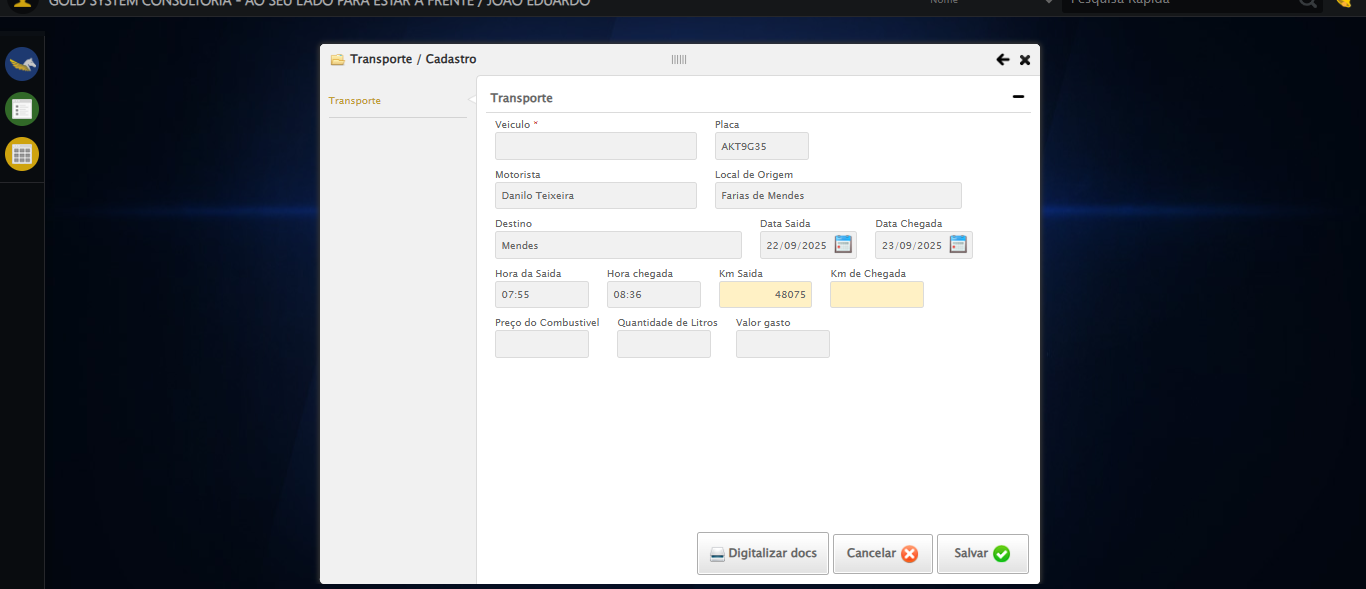 GOLD SYSTEM CONSULTORIA - AO SEU LADO PARA ESTAR A FRENTE / JOAO EDUARDO
Nome
Pesquisa Rápida
Transporte / Cadastro
Transporte
Transporte
Veiculo * Placa
AKT9G35
Motorista Local de Origem
Danilo Teixeira Farias de Mendes
Destino Data Saida Data Chegada
Mendes 22/09/2025 23/09/2025
Hora da Saida Hora chegada Km Saida Km de Chegada
07:55 08:36 48075
Preço do Combustivel Quantidade de Litros Valor gasto
Digitalizar docs Cancelar Salvar